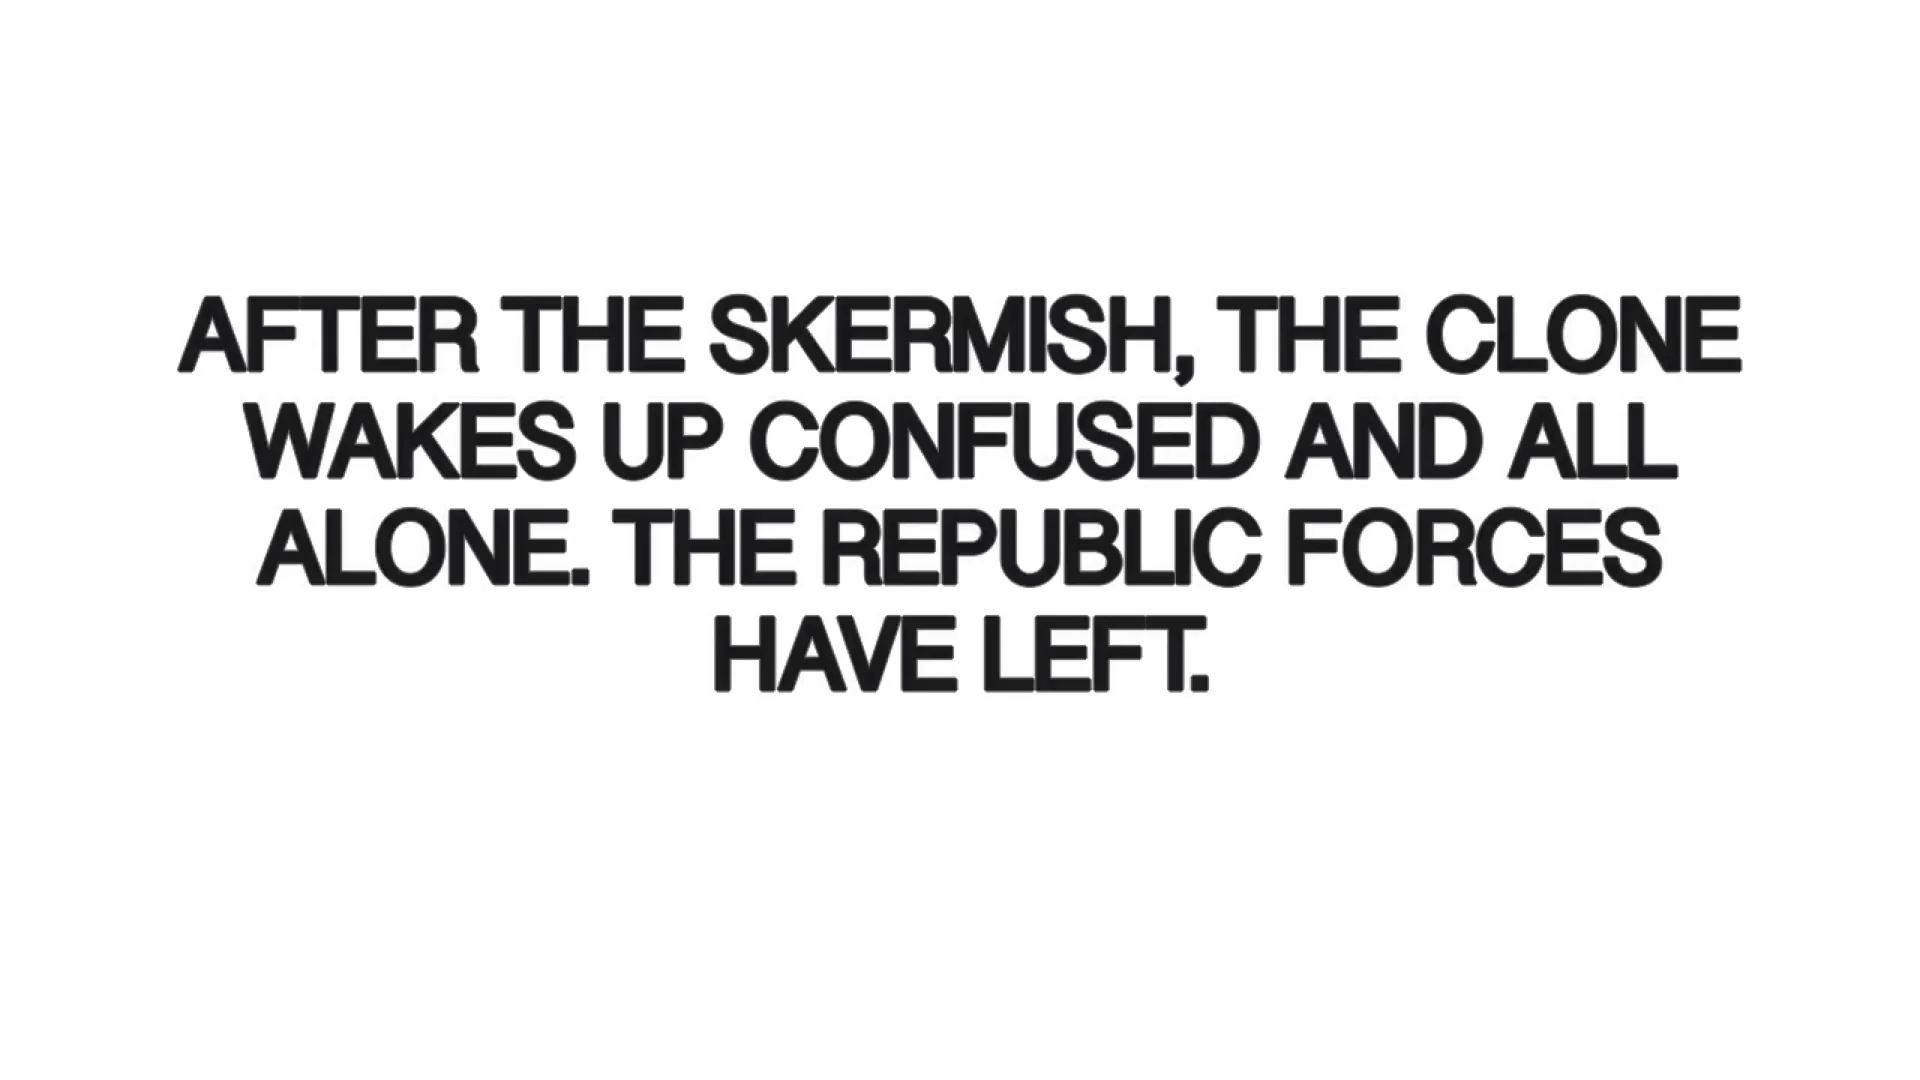 AFTER THE SKERMISH, THE CLONE
WAKES UP CONFUSED AND ALL
ALONE. THE REPUBLIC FORCES
HAVE LEFT.